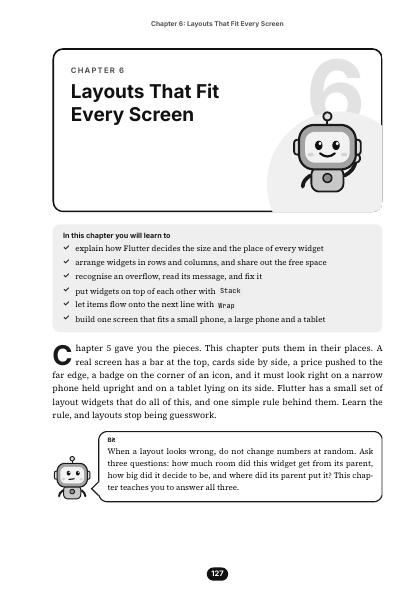 Chapter 6: Layouts That Fit Every Screen
CHAPTER 6
6
Layouts That Fit
Every Screen
In this chapter you will learn to
✓ explain how Flutter decides the size and the place of every widget
✓ arrange widgets in rows and columns, and share out the free space
✓ recognise an overflow, read its message, and fix it
✓ put widgets on top of each other with Stack
✓ let items flow onto the next line with Wrap
✓ build one screen that fits a small phone, a large phone and a tablet
Chapter 5 gave you the pieces. This chapter puts them in their places. A
real screen has a bar at the top, cards side by side, a price pushed to the
far edge, a badge on the corner of an icon, and it must look right on a narrow
phone held upright and on a tablet lying on its side. Flutter has a small set of
layout widgets that do all of this, and one simple rule behind them. Learn the
rule, and layouts stop being guesswork.
Bit
When a layout looks wrong, do not change numbers at random. Ask
three questions: how much room did this widget get from its parent,
how big did it decide to be, and where did its parent put it? This chap-
ter teaches you to answer all three.
127